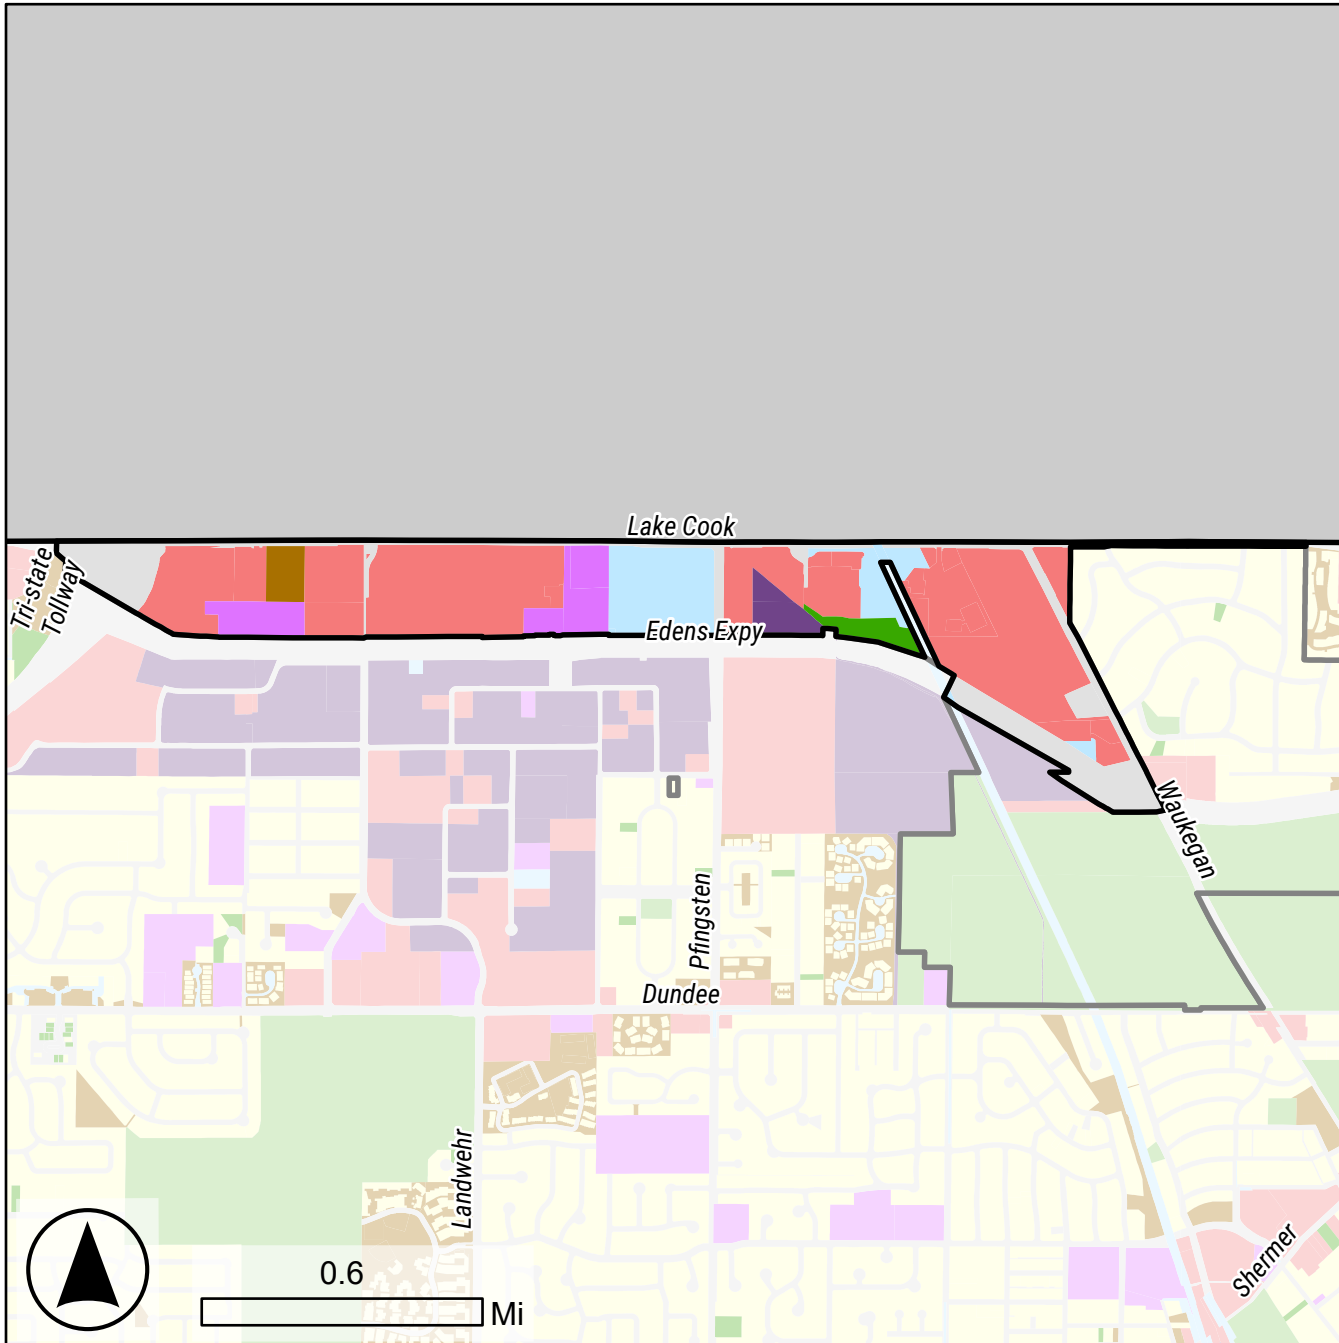 Lake Cook
Tri-state
Tollway
Edens Expy
Waukegan
Pfingsten
Dundee
Landwehr
Shermer
0.6
Mi